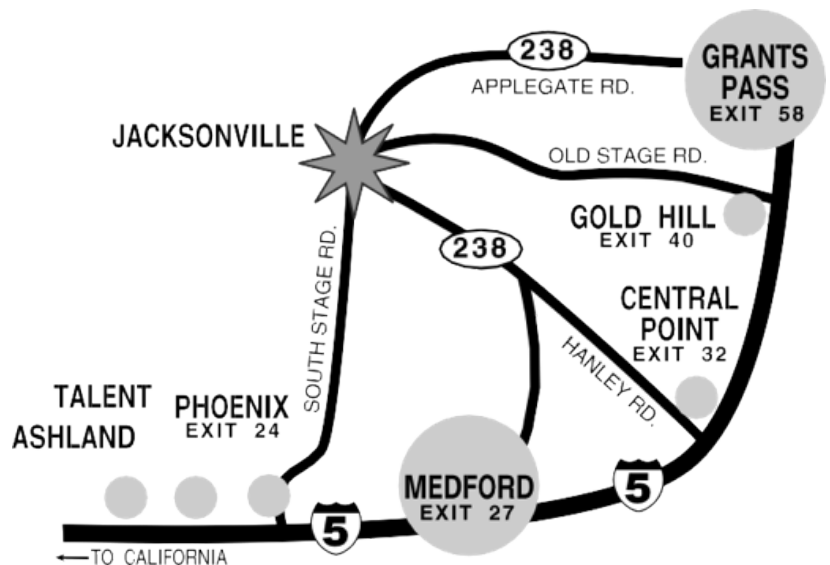 238
APPLEGATE RD.
GRANTS
PASS
EXIT 58
JACKSONVILLE
OLD STAGE RD.
GOLD HILL
EXIT 40
238
SOUTH STAGE RD.
CENTRAL
POINT
EXIT 32
HANLEY RD.
TALENT
ASHLAND
PHOENIX
EXIT 24
MEDFORD
EXIT 27
5
5
TO CALIFORNIA